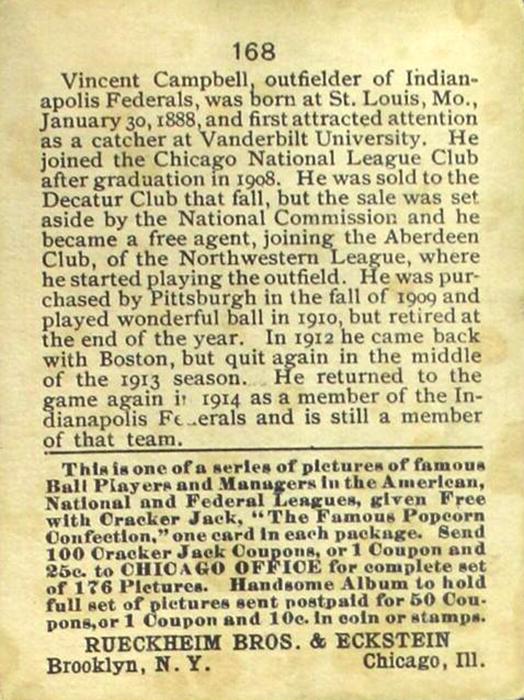 168
Vincent Campbell, outfielder of Indian-
apolis Federals, was born at St. Louis, Mo.,
January 30, 1888, and first attracted attention
as a catcher at Vanderbilt University. He
joined the Chicago National League Club
after graduation in 1908. He was sold to the
Decatur Club that fall, but the sale was set
aside by the National Commission and he
became a free agent, joining the Aberdeen
Club, of the Northwestern League, where
he started playing the outfield. He was pur-
chased by Pittsburgh in the fall of 1909 and
played wonderful ball in 1910, but retired at
the end of the year. In 1912 he came back
with Boston, but quit again in the middle
of the 1913 season. He returned to the
game again in 1914 as a member of the In-
dianapolis Federals and is still a member
of that team.
This is one of a series of pictures of famous
Ball Players and Managers in the American,
National and Federal Leagues, given Free
with Cracker Jack, "The Famous Popcorn
Confection," one card in each package. Send
100 Cracker Jack Coupons, or 1 Coupon and
25c. to CHICAGO OFFICE for complete set
of 176 Pictures. Handsome Album to hold
full set of pictures sent postpaid for 50 Cou-
pons, or 1 Coupon and 10c. in coin or stamps.
RUECKHEIM BROS. & ECKSTEIN
Brooklyn, N. Y. Chicago, Ill.